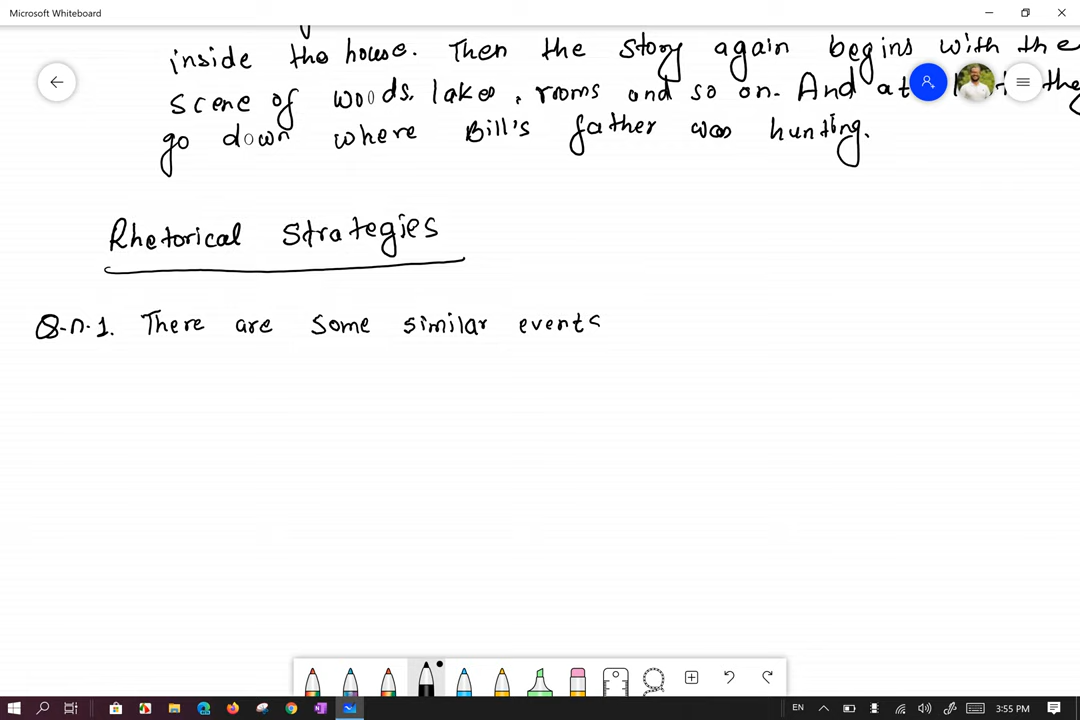 Microsoft Whiteboard
inside the house. Then the story again begins with the
scene of woods, lakes, rooms and so on. And at they
go down where Bill's father was hunting.
Rhetorical Strategies
Q.n.1. There are some similar events
EN 3:55 PM